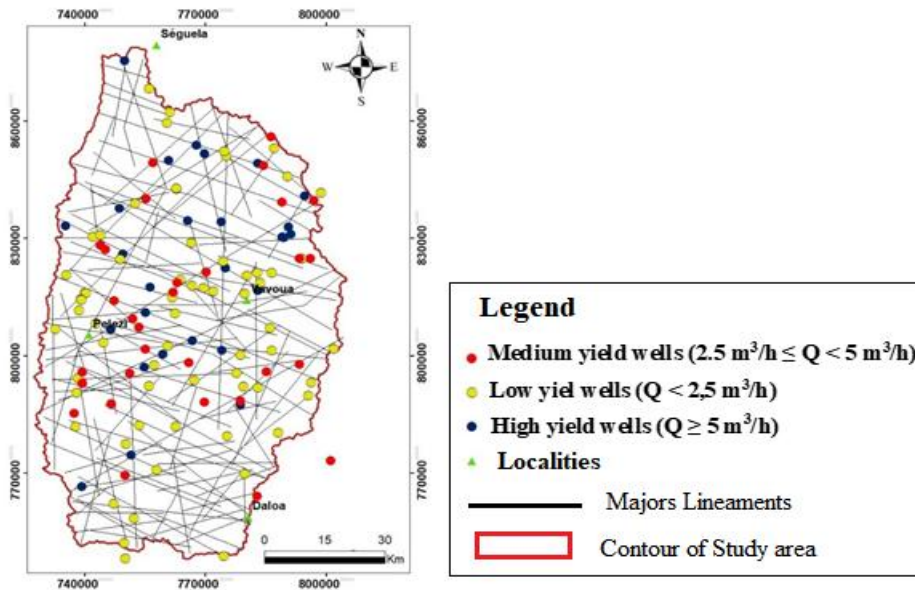 740000 770000 800000
Séguela
N
W E
S
860000 860000
830000 830000
Vavoua
Pelezi
800000 800000
770000 770000
Daloa
0 15 30
Km
740000 770000 800000
Legend
Medium yield wells (2.5 m³/h ≤ Q < 5 m³/h)
Low yiel wells (Q < 2,5 m³/h)
High yield wells (Q ≥ 5 m³/h)
Localities
Majors Lineaments
Contour of Study area